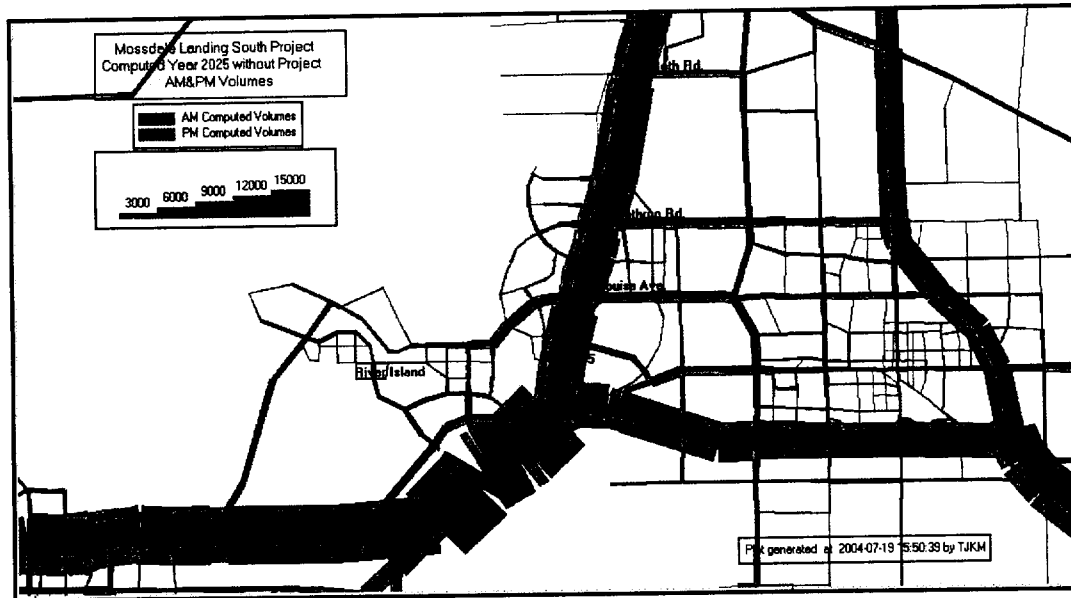 Mossdale Landing South Project
Computed Year 2025 without Project
AM&PM Volumes
AM Computed Volumes
PM Computed Volumes
3000 6000 9000 12000 15000
Rd.
Rd.
Ave
5
River Island
Plot generated at 2004-07-19 15:50:39 by TJKM